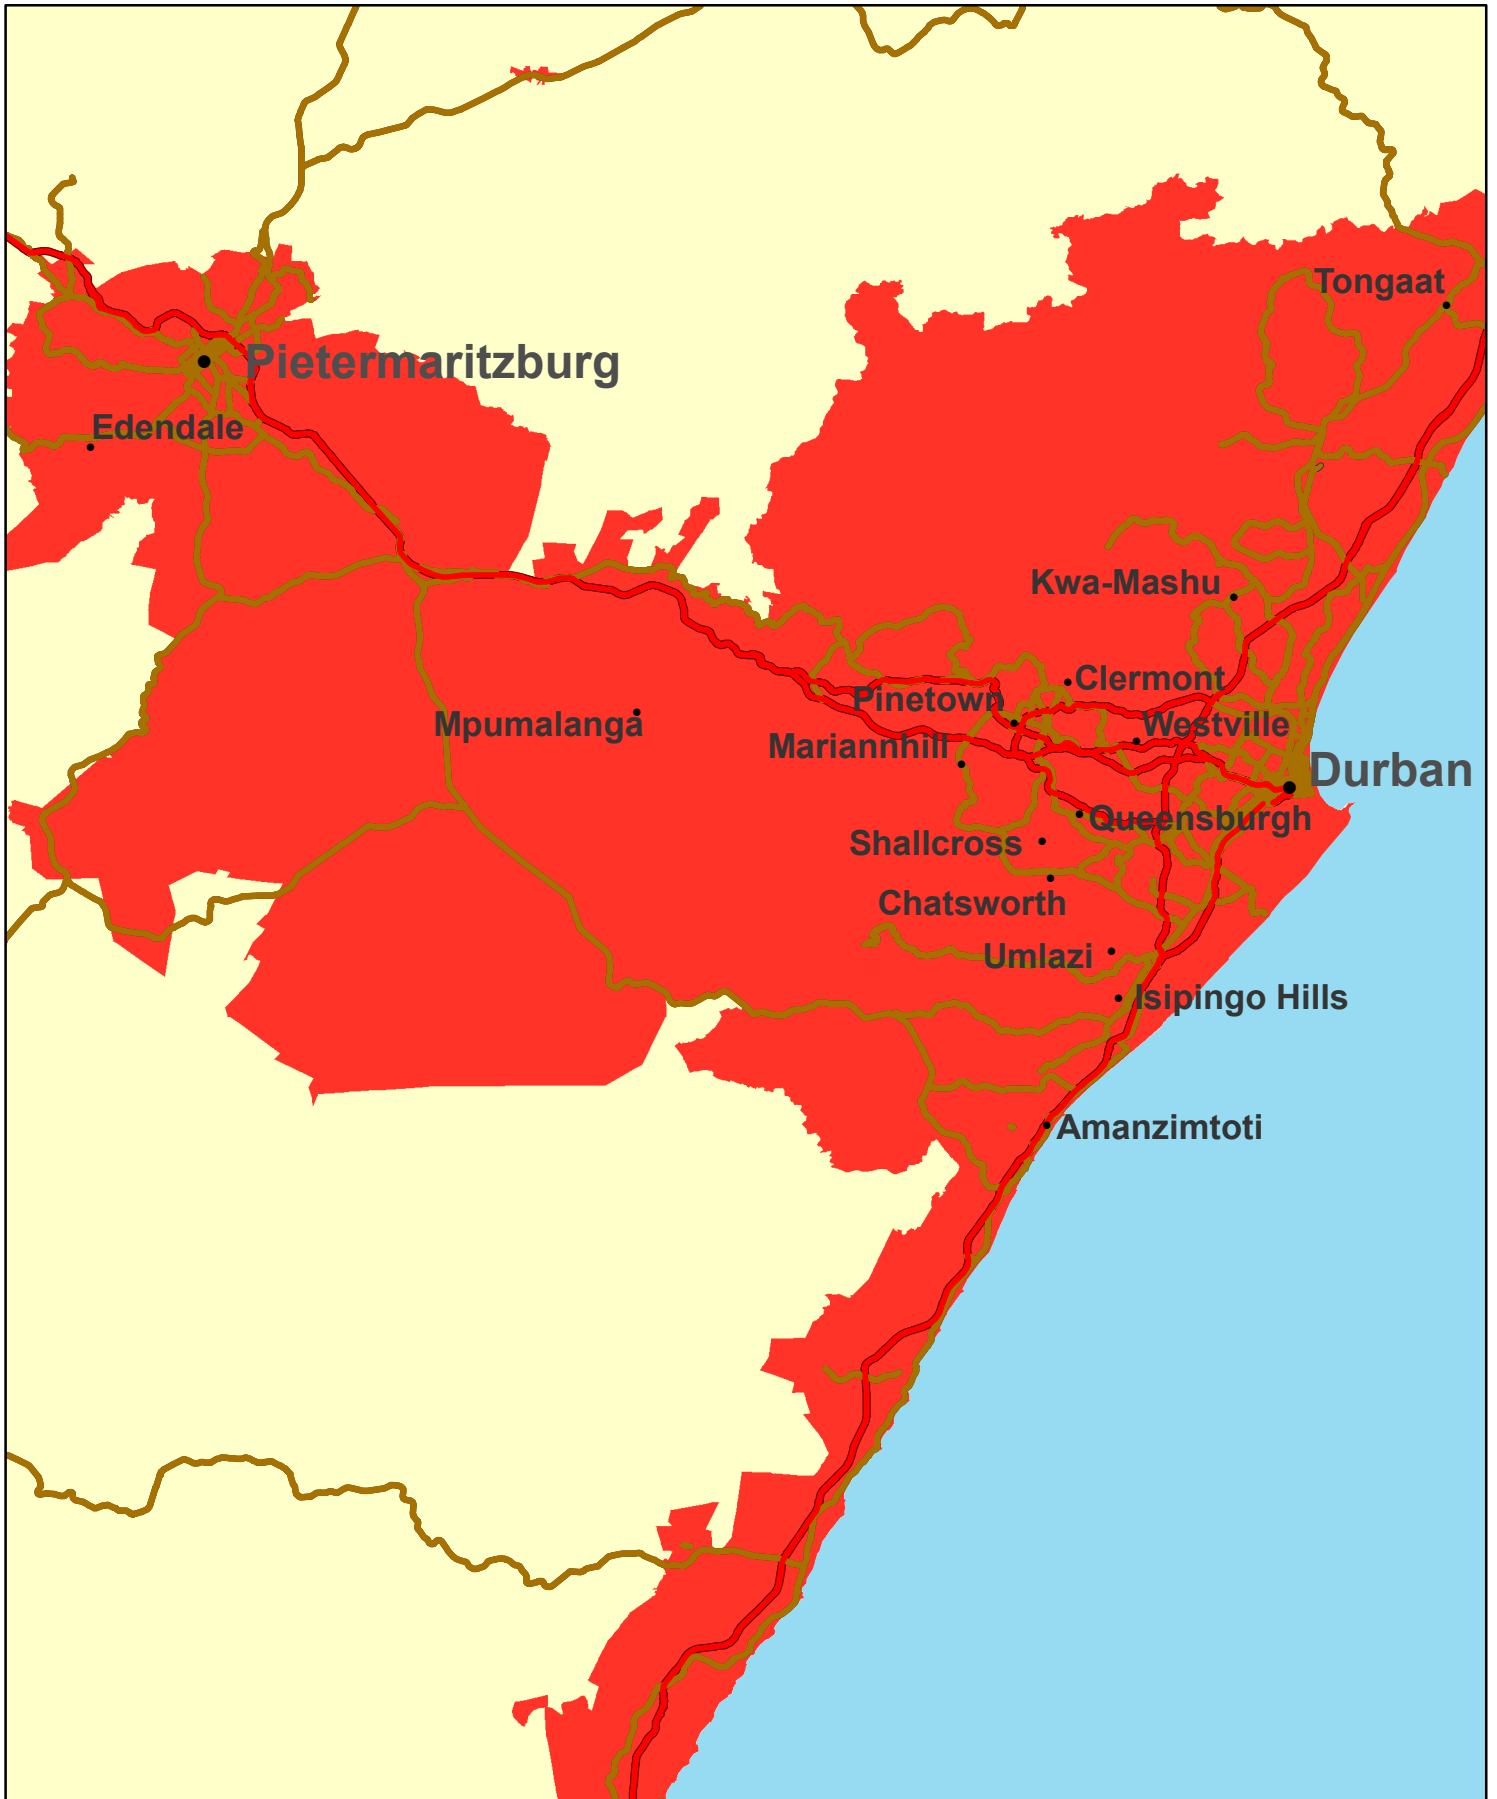 Tongaat
Pietermaritzburg
Edendale
Kwa-Mashu
Clermont
Pinetown
Mpumalanga
Westville
Mariannhill
Durban
Queensburgh
Shallcross
Chatsworth
Umlazi
Isipingo Hills
Amanzimtoti